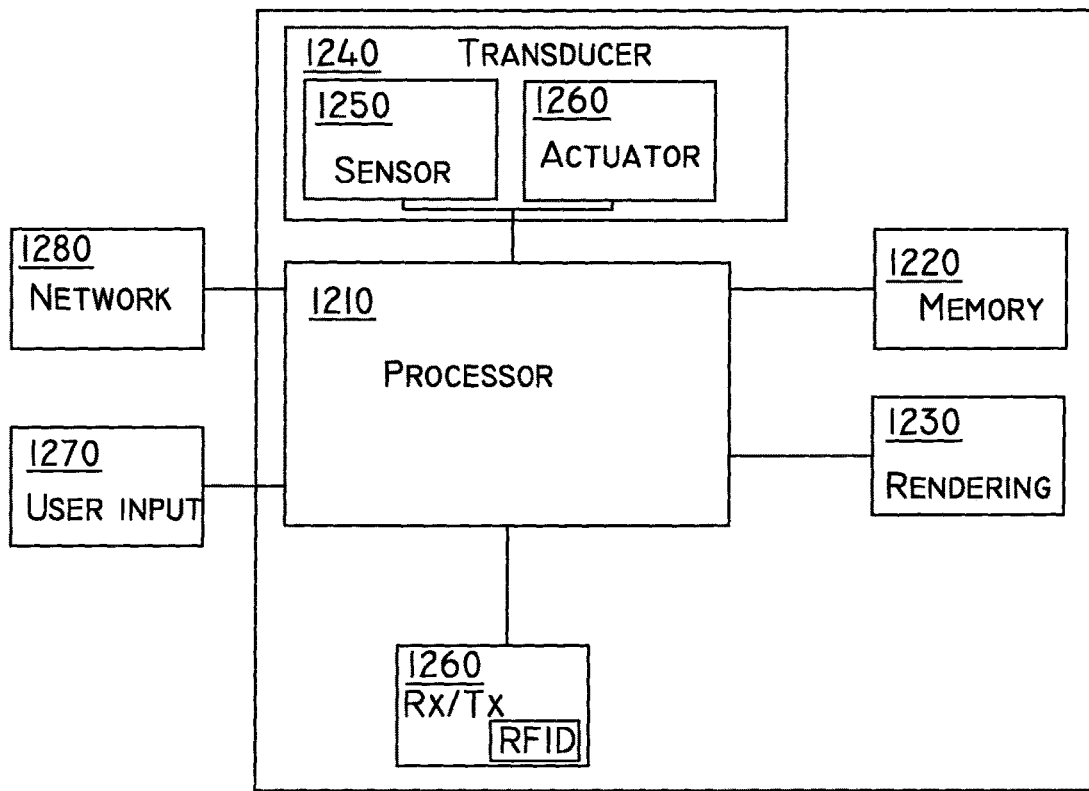 1240 TRANSDUCER
1250
SENSOR
1260
ACTUATOR
1280
NETWORK
1210
PROCESSOR
1220
MEMORY
1270
USER INPUT
1230
RENDERING
1260
Rx/Tx
RFID